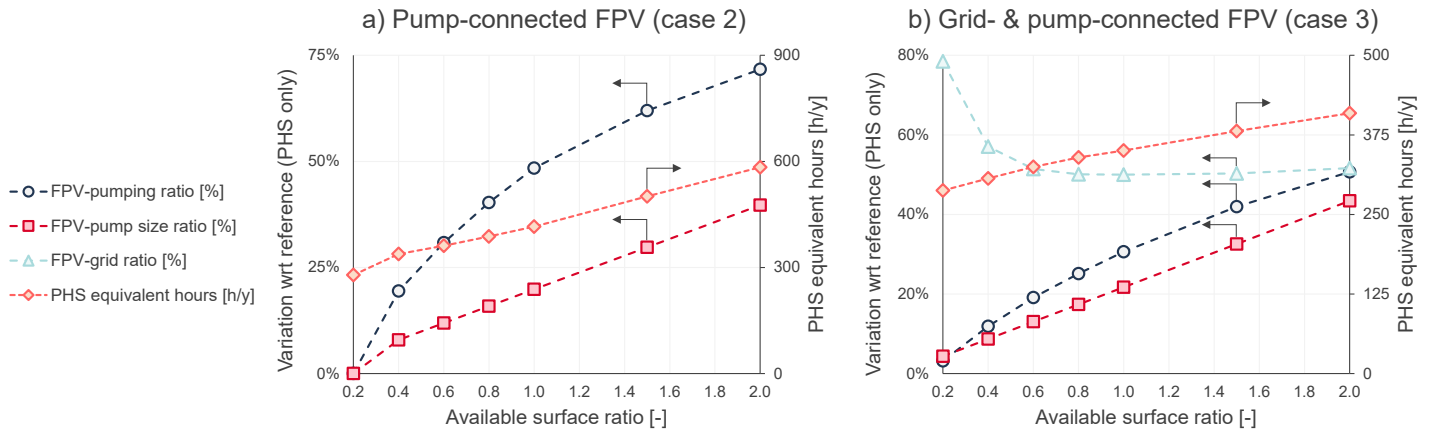 a) Pump-connected FPV (case 2)
b) Grid- & pump-connected FPV (case 3)
FPV-pumping ratio [%]
FPV-pump size ratio [%]
FPV-grid ratio [%]
PHS equivalent hours [h/y]
Variation wrt reference (PHS only)
75%
50%
25%
0%
900
600
300
0
PHS equivalent hours [h/y]
0.2 0.4 0.6 0.8 1.0 1.2 1.4 1.6 1.8 2.0
Available surface ratio [-]
Variation wrt reference (PHS only)
80%
60%
40%
20%
0%
500
375
250
125
0
PHS equivalent hours [h/y]
0.2 0.4 0.6 0.8 1.0 1.2 1.4 1.6 1.8 2.0
Available surface ratio [-]